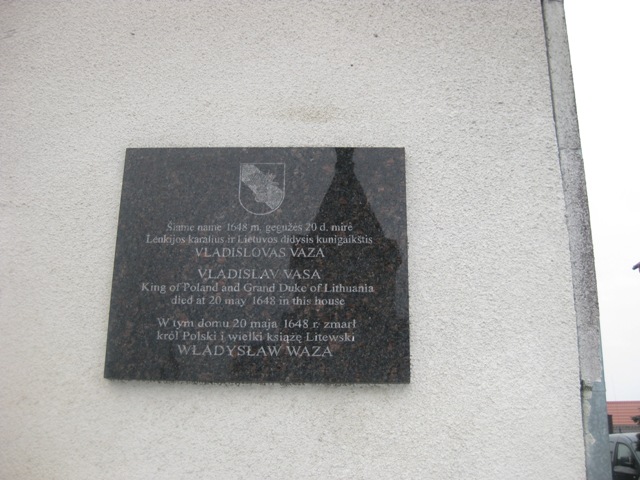 Šiame name 1648 m. gegužės 20 d. mirė
Lenkijos karalius ir Lietuvos didysis kunigaikštis
VLADISLOVAS VAZA
VLADISLAV VASA
King of Poland and Grand Duke of Lithuania
died at 20 may 1648 in this house
W tym domu 20 maja 1648 r. zmarł
król Polski i wielki książę Litewski
WŁADYSŁAW WAZA